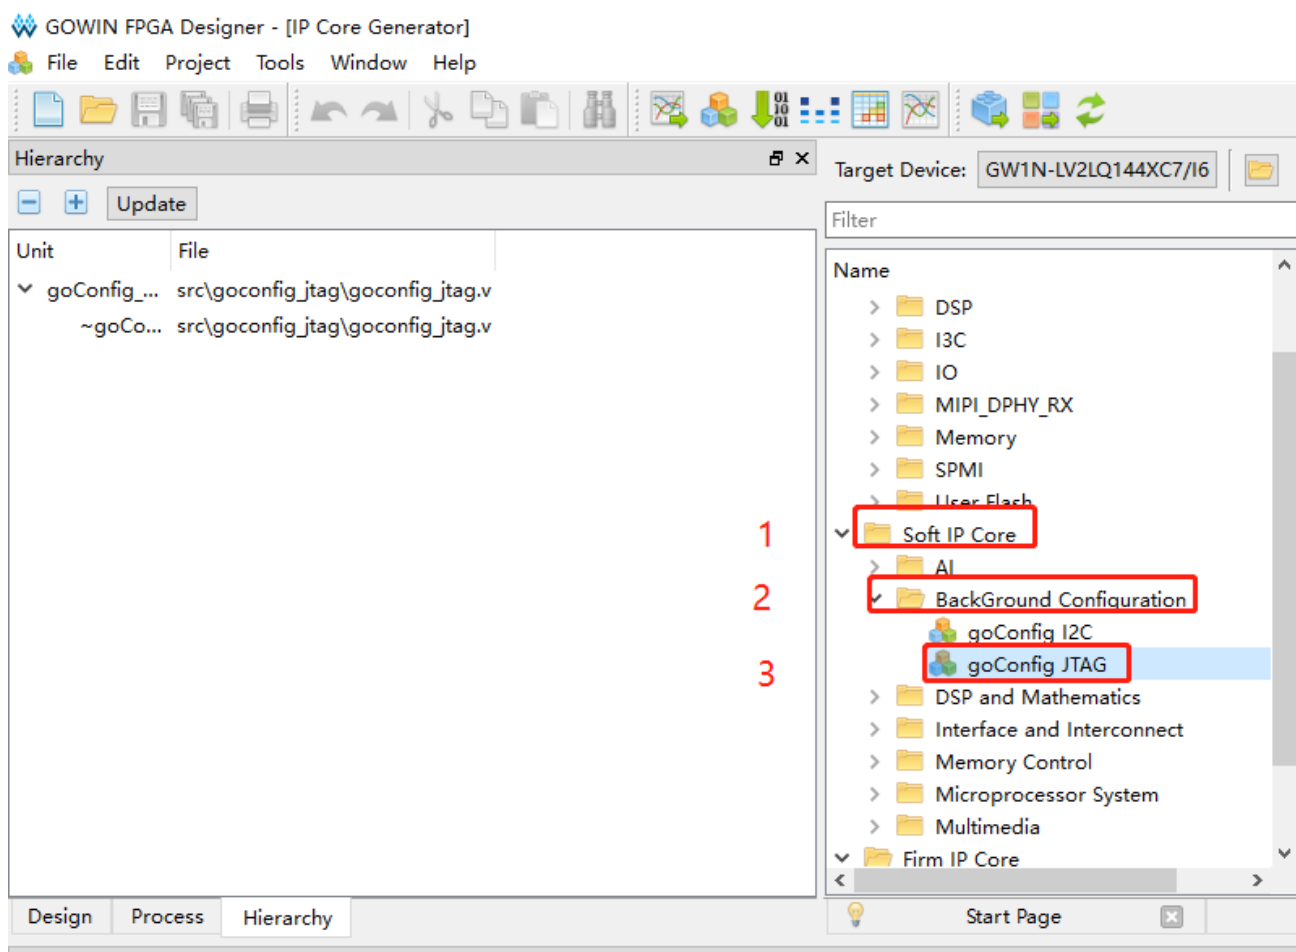 GOWIN FPGA Designer - [IP Core Generator]
File Edit Project Tools Window Help
01
10
01
Hierarchy
Update
Unit File
goConfig_... src\goconfig_jtag\goconfig_jtag.v
~goCo... src\goconfig_jtag\goconfig_jtag.v
Target Device: GW1N-LV2LQ144XC7/I6
Filter
Name
DSP
I3C
IO
MIPI_DPHY_RX
Memory
SPMI
User Flash
1 Soft IP Core
AI
2 BackGround Configuration
goConfig I2C
3 goConfig JTAG
DSP and Mathematics
Interface and Interconnect
Memory Control
Microprocessor System
Multimedia
Firm IP Core
Design Process Hierarchy
Start Page